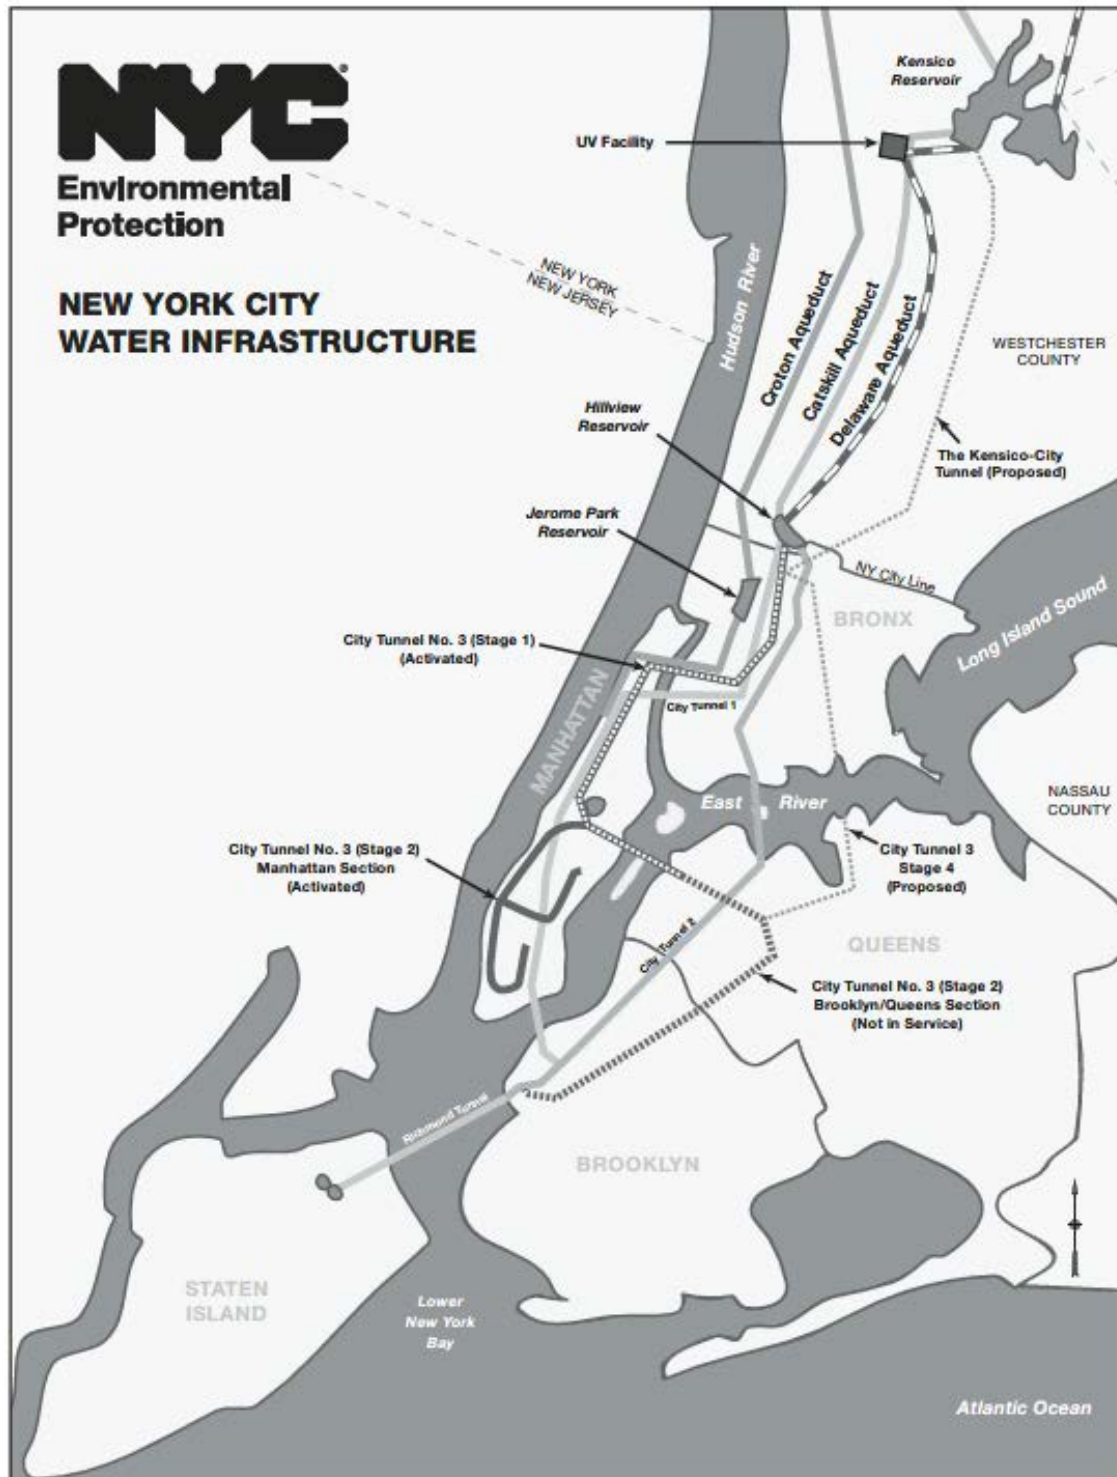 NYC®
Environmental
Protection
NEW YORK CITY
WATER INFRASTRUCTURE
Kensico
Reservoir
UV Facility
NEW YORK
NEW JERSEY
Hudson River
Croton Aqueduct
Catskill Aqueduct
Delaware Aqueduct
WESTCHESTER
COUNTY
Hillview
Reservoir
The Kensico-City
Tunnel (Proposed)
Jerome Park
Reservoir
NY City Line
BRONX
Long Island Sound
City Tunnel No. 3 (Stage 1)
(Activated)
MANHATTAN
City Tunnel 1
East River
NASSAU
COUNTY
City Tunnel No. 3 (Stage 2)
Manhattan Section
(Activated)
City Tunnel 3
Stage 4
(Proposed)
City Tunnel 2
QUEENS
City Tunnel No. 3 (Stage 2)
Brooklyn/Queens Section
(Not in Service)
Richmond Tunnel
BROOKLYN
STATEN
ISLAND
Lower
New York
Bay
Atlantic Ocean